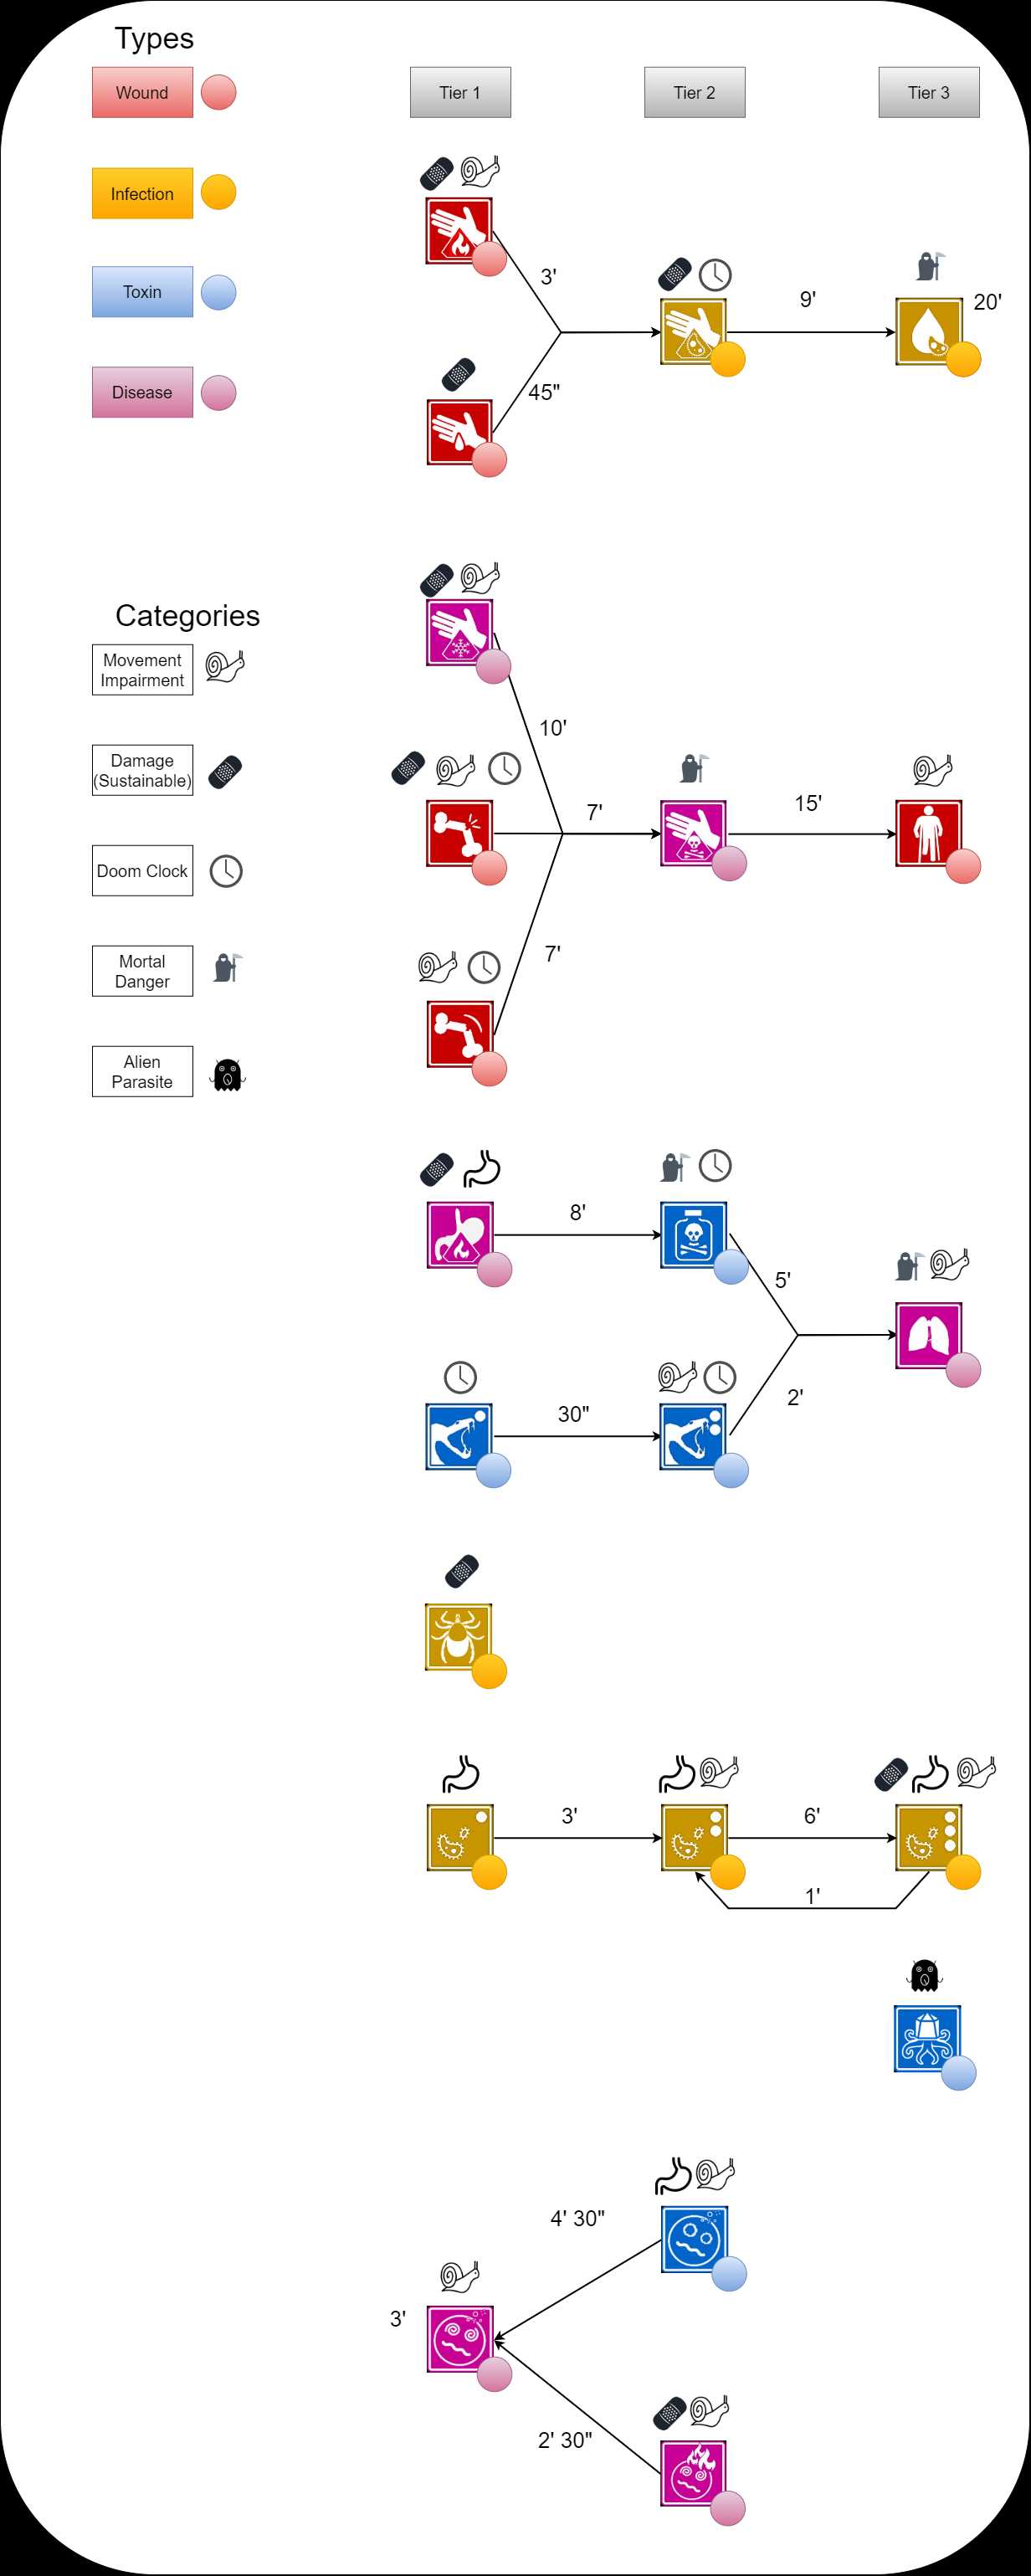 Types
Wound
Tier 1
Tier 2
Tier 3
Infection
3'
9'
20'
Toxin
Disease
45"
Categories
Movement
Impairment
10'
Damage
(Sustainable)
7'
15'
Doom Clock
Mortal
Danger
7'
Alien
Parasite
8'
5'
30"
2'
3'
6'
1'
4' 30"
3'
2' 30"